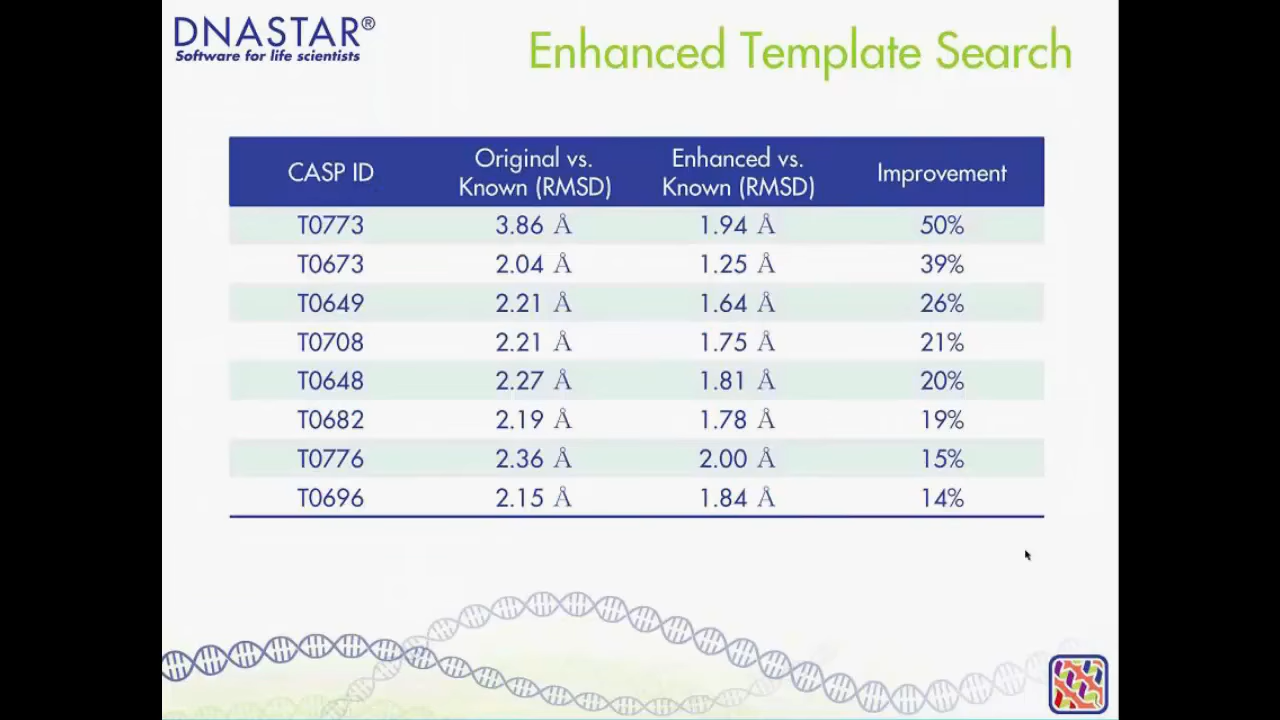 DNASTAR®
Software for life scientists
Enhanced Template Search
CASP ID Original vs. Known (RMSD) Enhanced vs. Known (RMSD) Improvement
T0773 3.86 Å 1.94 Å 50%
T0673 2.04 Å 1.25 Å 39%
T0649 2.21 Å 1.64 Å 26%
T0708 2.21 Å 1.75 Å 21%
T0648 2.27 Å 1.81 Å 20%
T0682 2.19 Å 1.78 Å 19%
T0776 2.36 Å 2.00 Å 15%
T0696 2.15 Å 1.84 Å 14%